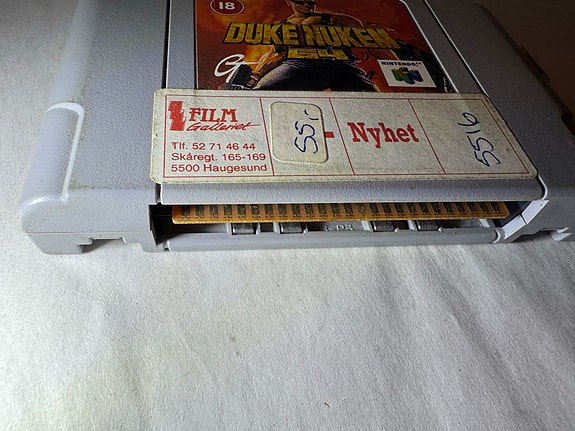 18
DUKE NUKEM
64
GT
NINTENDO 64
FILM
Galleriet
Tlf. 52 71 46 44
Skåregt. 165-169
5500 Haugesund
55,-
Nyhet
5516